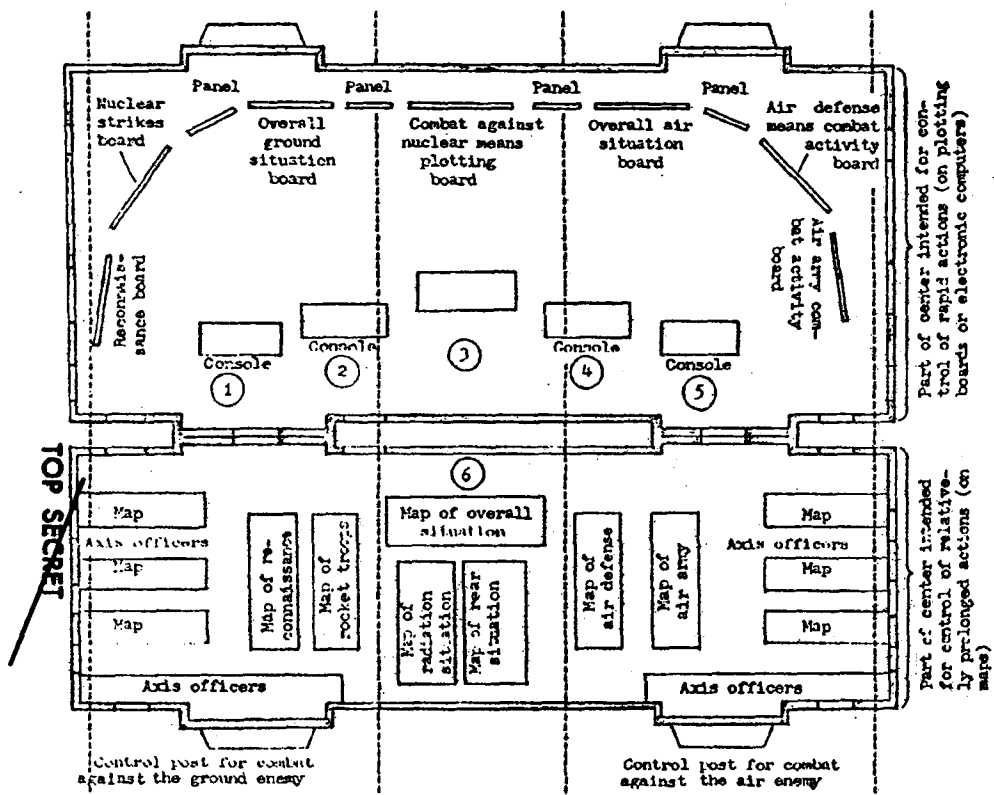 Panel
Panel
Panel
Panel
Nuclear
strikes
board
Overall
ground
situation
board
Combat against
nuclear means
plotting
board
Overall air
situation
board
Air defense
means combat
activity
board
Reconnais-
sance board
Air army com-
bat activity
board
Console
1
Console
2
3
Console
4
Console
5
Part of center intended for con-
trol of rapid actions (on plotting
boards or electronic computers)
TOP SECRET
6
Map
Axis officers
Map
Map
Map of re-
connaissance
Map of
rocket troops
Map of overall
situation
Map of
radiation
situation
Map of rear
situation
Map of
air defense
Map of
air army
Map
Axis officers
Map
Map
Axis officers
Axis officers
Part of center intended
for control of relative-
ly prolonged actions (on
maps)
Control post for combat
against the ground enemy
Control post for combat
against the air enemy